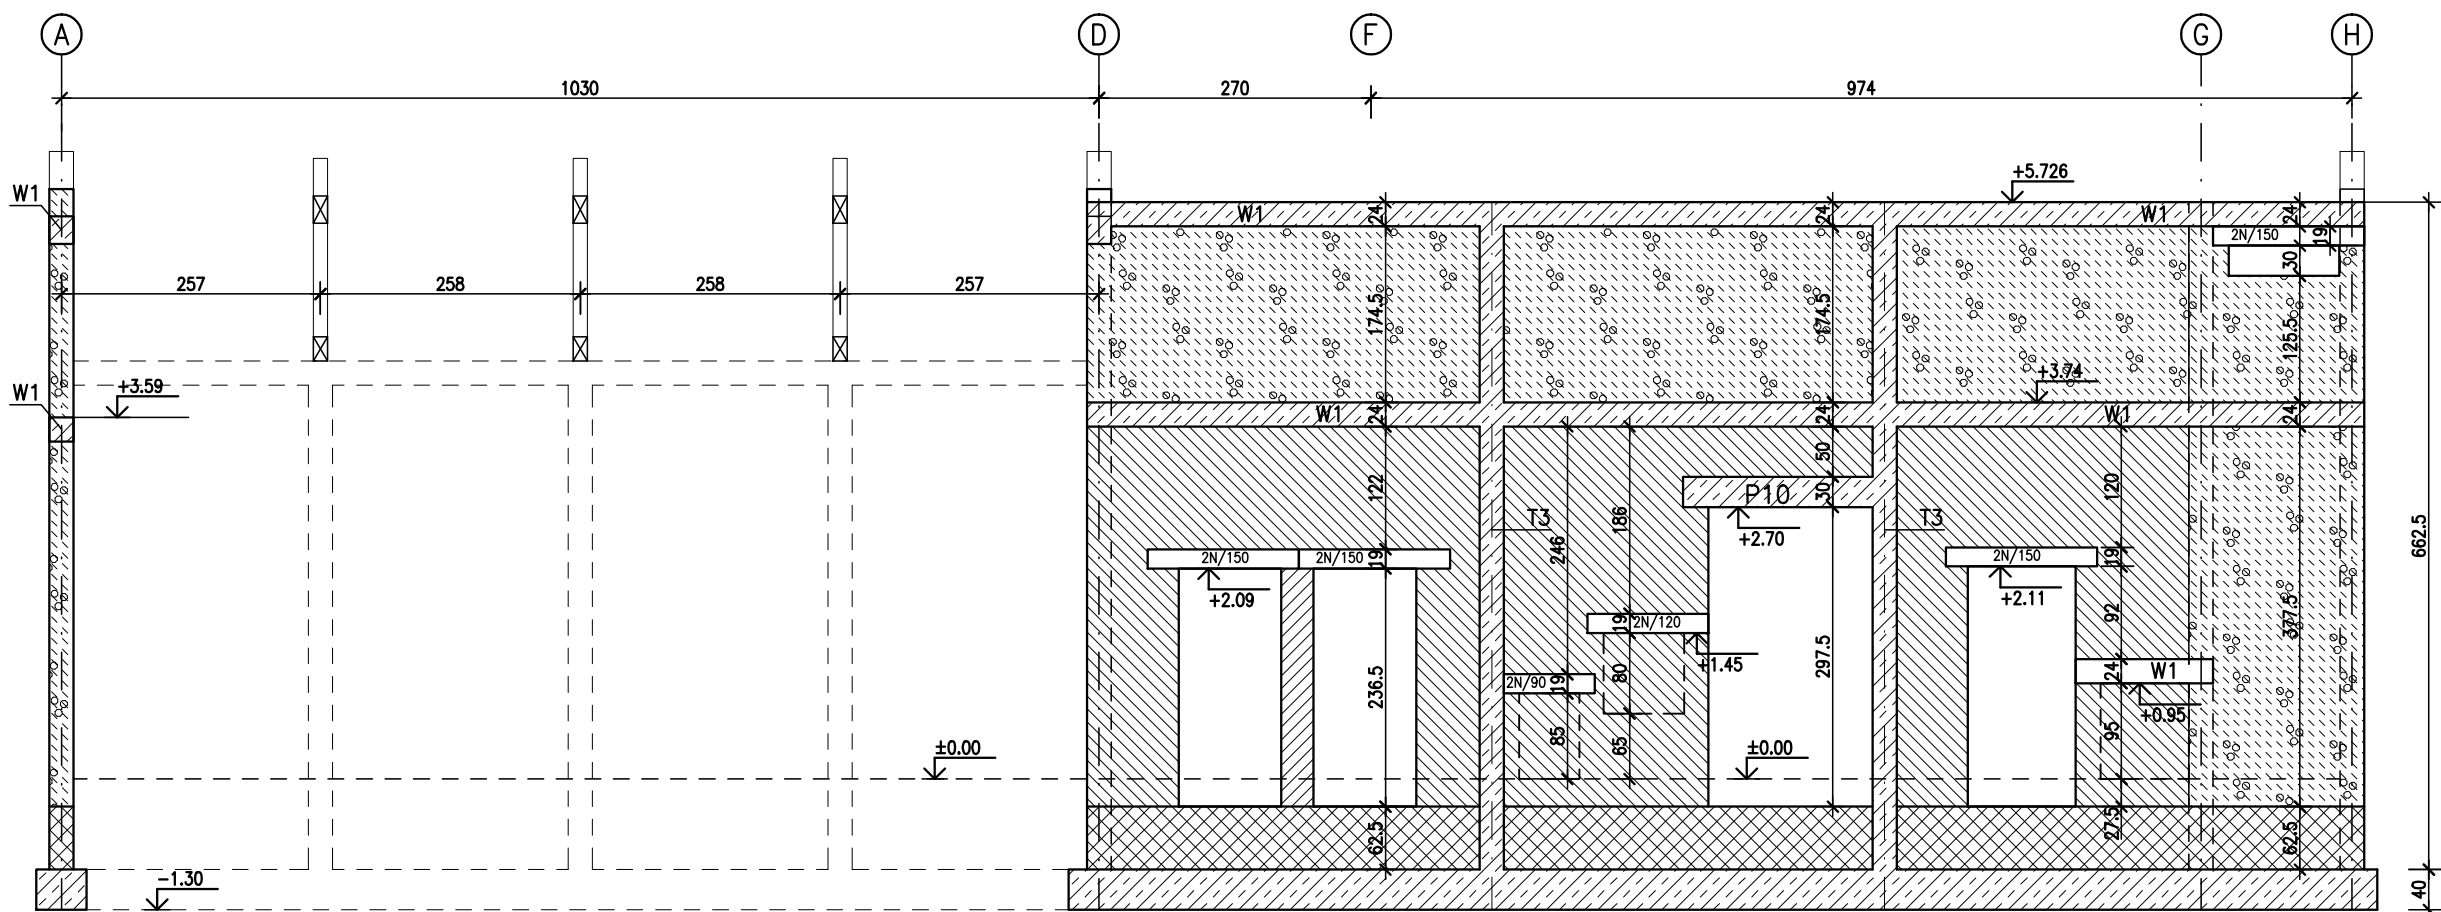 A D F G H
1030 270 974
+5.726
W1
24 W1 24 W1 24
2N/150 19
30
257 258 258 257
174.5 174.5 125.5
+3.59
+3.74
W1
24 W1 24 W1 24
50
122 186 P10 30 120
T3 T3
246 +2.70
662.5
2N/150 2N/150 19 2N/150 19
+2.09 +2.11
19 2N/120 92 377.5
+1.45
2N/90 19 80 297.5 24 W1
236.5 +0.95
±0.00 85 65 ±0.00 95
62.5 27.5 62.5
-1.30 40